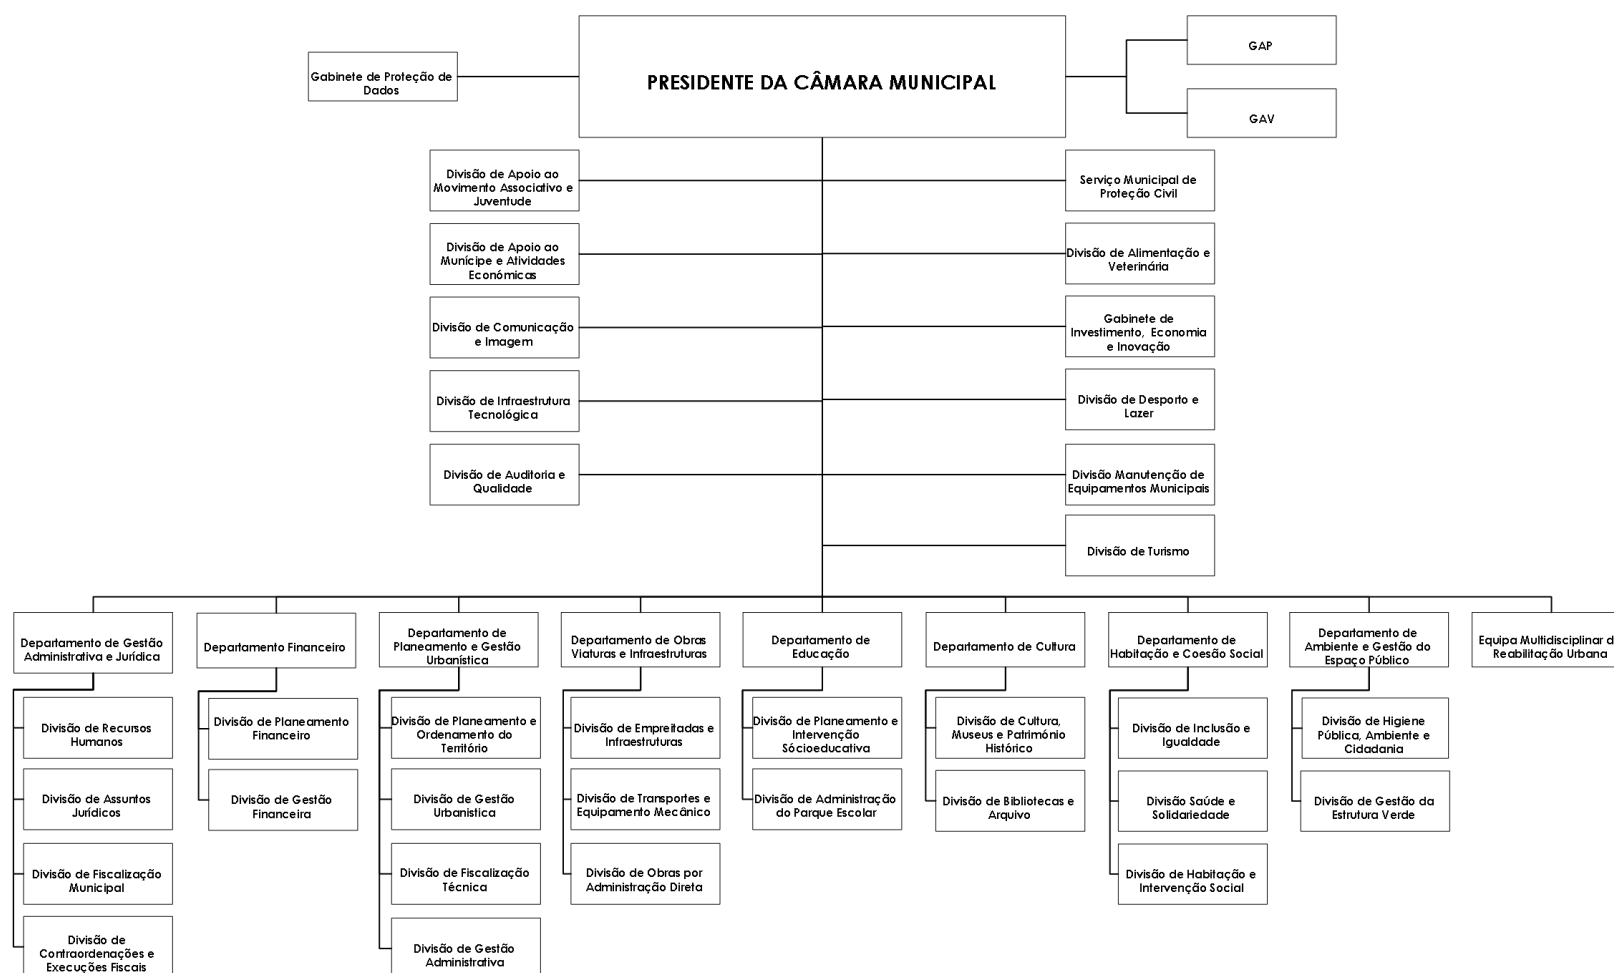 GAP
Gabinete de Proteção de
Dados
PRESIDENTE DA CÂMARA MUNICIPAL
GAV
Divisão de Apoio ao
Movimento Associativo e
Juventude
Serviço Municipal de
Proteção Civil
Divisão de Apoio ao
Munícipe e Atividades
Económicas
Divisão de Alimentação e
Veterinária
Divisão de Comunicação
e Imagem
Gabinete de
Investimento, Economia
e Inovação
Divisão de Infraestrutura
Tecnológica
Divisão de Desporto e
Lazer
Divisão de Auditoria e
Qualidade
Divisão Manutenção de
Equipamentos Municipais
Divisão de Turismo
Departamento de Gestão
Administrativa e Jurídica
Departamento Financeiro
Departamento de
Planeamento e Gestão
Urbanística
Departamento de Obras
Viaturas e Infraestruturas
Departamento de
Educação
Departamento de Cultura
Departamento de
Habitação e Coesão Social
Departamento de
Ambiente e Gestão do
Espaço Público
Equipa Multidisciplinar d
Reabilitação Urbana
Divisão de Recursos
Humanos
Divisão de Planeamento
Financeiro
Divisão de Planeamento e
Ordenamento do
Território
Divisão de Empreitadas e
Infraestruturas
Divisão de Planeamento e
Intervenção
Sócioeducativa
Divisão de Cultura,
Museus e Património
Histórico
Divisão de Inclusão e
Igualdade
Divisão de Higiene
Pública, Ambiente e
Cidadania
Divisão de Assuntos
Jurídicos
Divisão de Gestão
Financeira
Divisão de Gestão
Urbanistica
Divisão de Transportes e
Equipamento Mecânico
Divisão de Administração
do Parque Escolar
Divisão de Bibliotecas e
Arquivo
Divisão Saúde e
Solidariedade
Divisão de Gestão da
Estrutura Verde
Divisão de Fiscalização
Municipal
Divisão de Fiscalização
Técnica
Divisão de Obras por
Administração Direta
Divisão de Habitação e
Intervenção Social
Divisão de
Contraordenações e
Execuções Fiscais
Divisão de Gestão
Administrativa